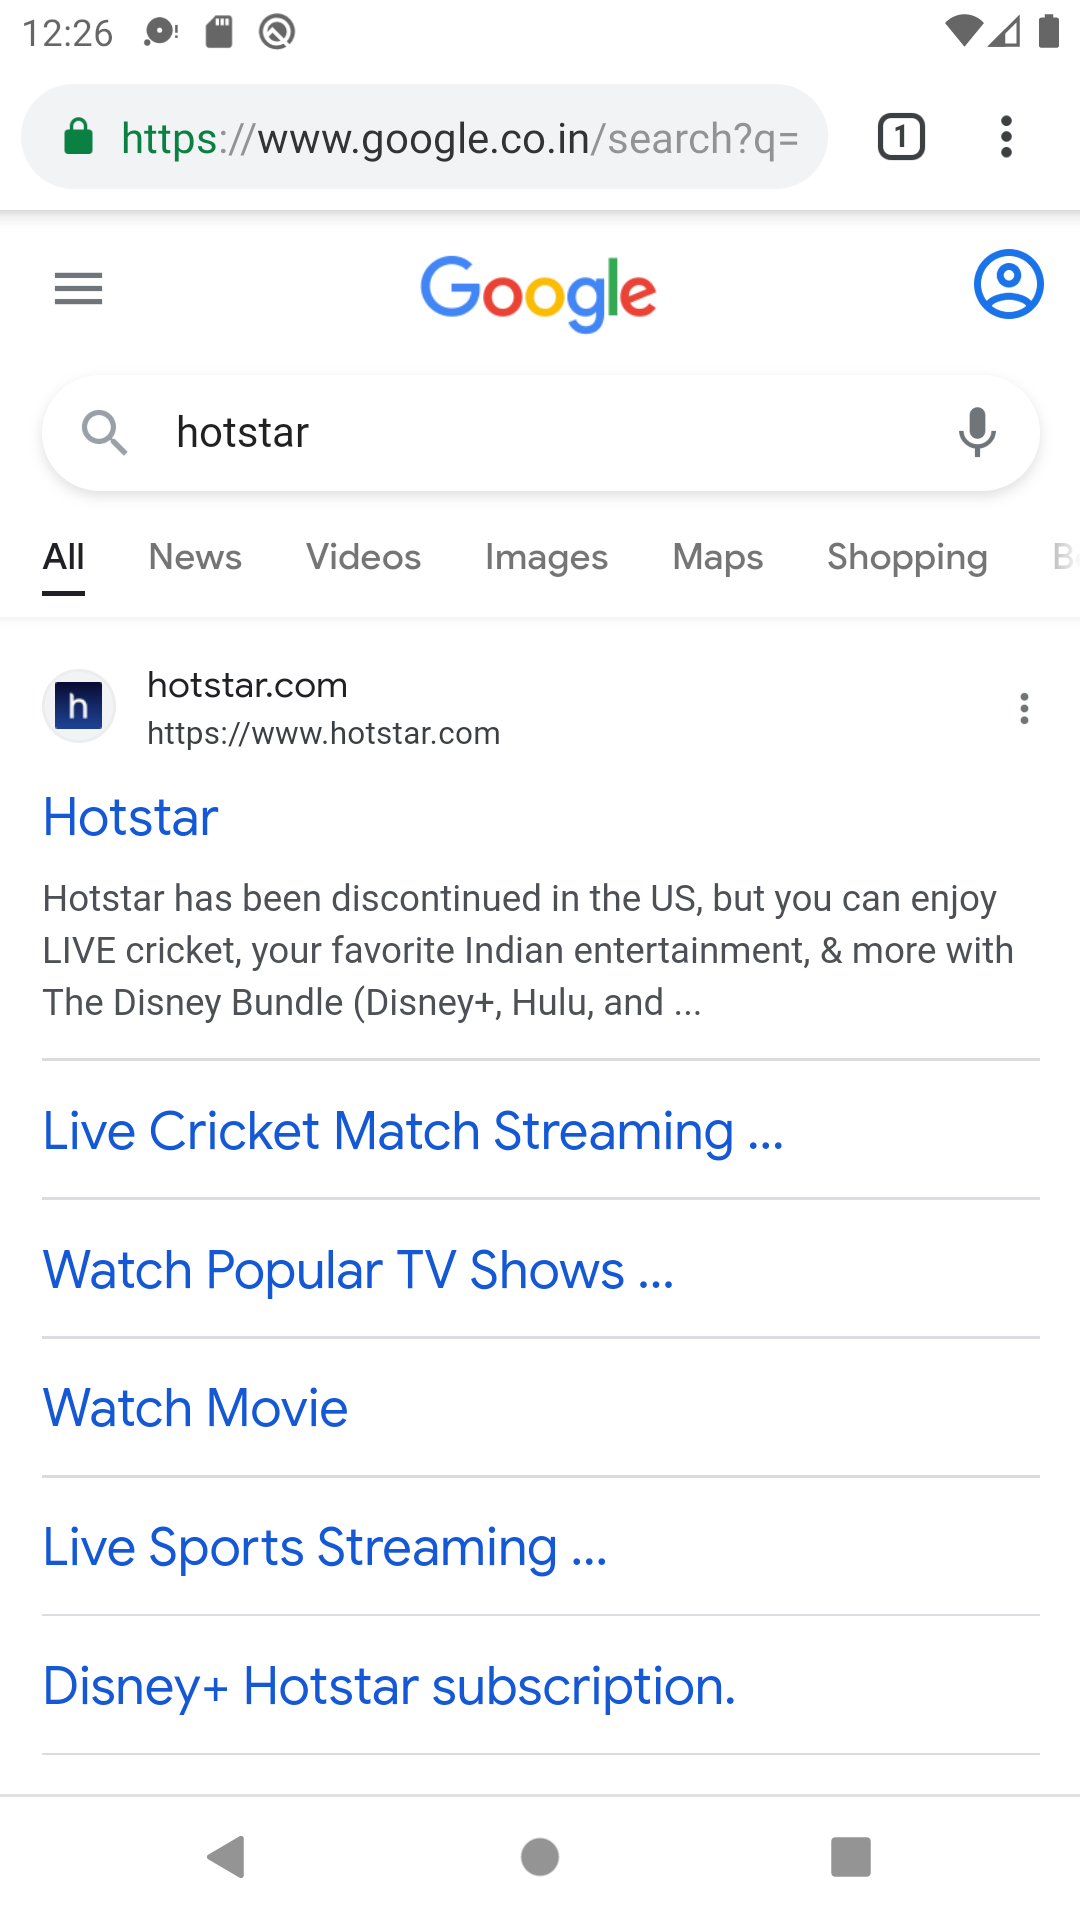 12:26
https://www.google.co.in/search?q=
1
Google
hotstar
All News Videos Images Maps Shopping
h
hotstar.com
https://www.hotstar.com
Hotstar
Hotstar has been discontinued in the US, but you can enjoy
LIVE cricket, your favorite Indian entertainment, & more with
The Disney Bundle (Disney+, Hulu, and ...
Live Cricket Match Streaming ...
Watch Popular TV Shows ...
Watch Movie
Live Sports Streaming ...
Disney+ Hotstar subscription.